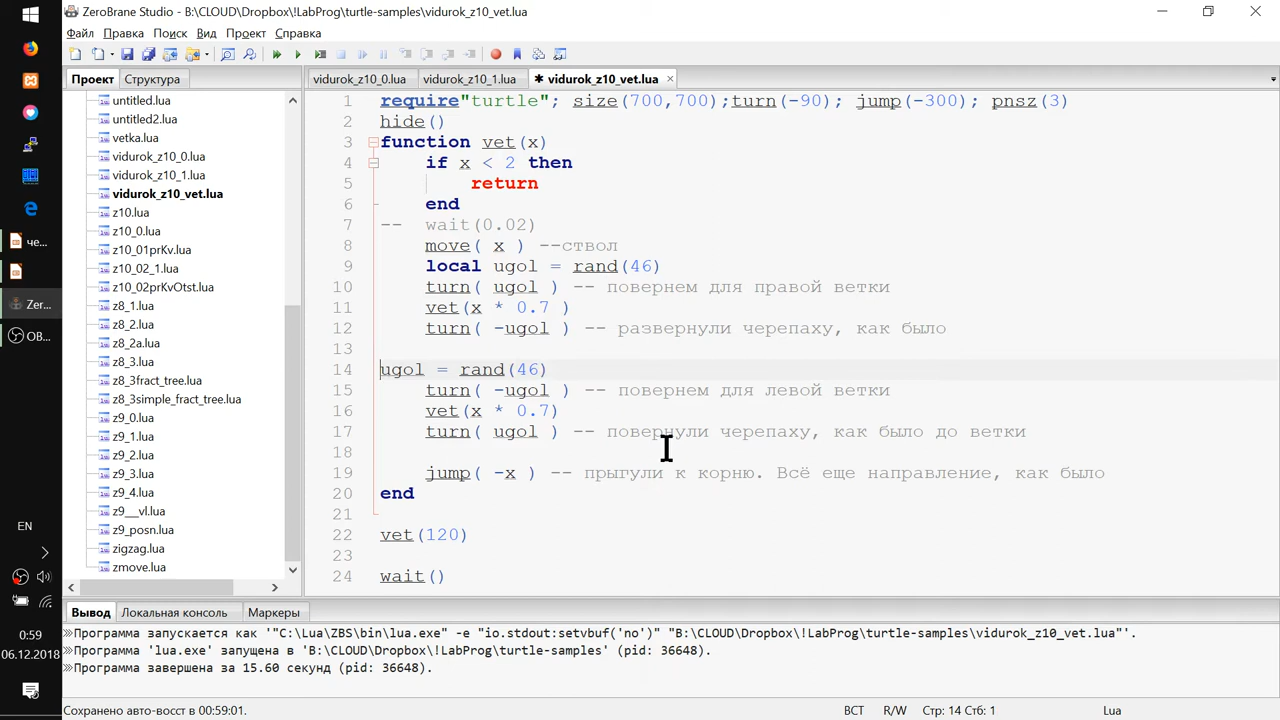 ZeroBrane Studio - B:\CLOUD\Dropbox\!LabProg\turtle-samples\vidurok_z10_vet.lua
Файл Правка Поиск Вид Проект Справка
Проект Структура
vidurok_z10_0.lua vidurok_z10_1.lua ✱ vidurok_z10_vet.lua
untitled.lua
untitled2.lua
vetka.lua
vidurok_z10_0.lua
vidurok_z10_1.lua
vidurok_z10_vet.lua
z10.lua
z10_0.lua
z10_01prKv.lua
z10_02_1.lua
z10_02prKvOtst.lua
z8_1.lua
z8_2.lua
z8_2a.lua
z8_3.lua
z8_3fract_tree.lua
z8_3simple_fract_tree.lua
z9_0.lua
z9_1.lua
z9_2.lua
z9_3.lua
z9_4.lua
z9__vl.lua
z9_posn.lua
zigzag.lua
zmove.lua
1 require"turtle"; size(700,700);turn(-90); jump(-300); pnsz(3)
2 hide()
3 function vet(x)
4 if x < 2 then
5 return
6 end
7 -- wait(0.02)
8 move( x ) --ствол
9 local ugol = rand(46)
10 turn( ugol ) -- повернем для правой ветки
11 vet(x * 0.7 )
12 turn( -ugol ) -- развернули черепаху, как было
13
14 ugol = rand(46)
15 turn( -ugol ) -- повернем для левой ветки
16 vet(x * 0.7)
17 turn( ugol ) -- повернули черепаху, как было до ветки
18
19 jump( -x ) -- прыгули к корню. Всё еще направление, как было
20 end
21
22 vet(120)
23
24 wait()
Вывод Локальная консоль Маркеры
Программа запускается как '"C:\Lua\ZBS\bin\lua.exe" -e "io.stdout:setvbuf('no')" "B:\CLOUD\Dropbox\!LabProg\turtle-samples\vidurok_z10_vet.lua"'.
Программа 'lua.exe' запущена в 'B:\CLOUD\Dropbox\!LabProg\turtle-samples' (pid: 36648).
Программа завершена за 15.60 секунд (pid: 36648).
Сохранено авто-восст в 00:59:01. ВСТ R/W Стр: 14 Стб: 1 Lua
че...
Zer...
OB...
EN
0:59
06.12.2018